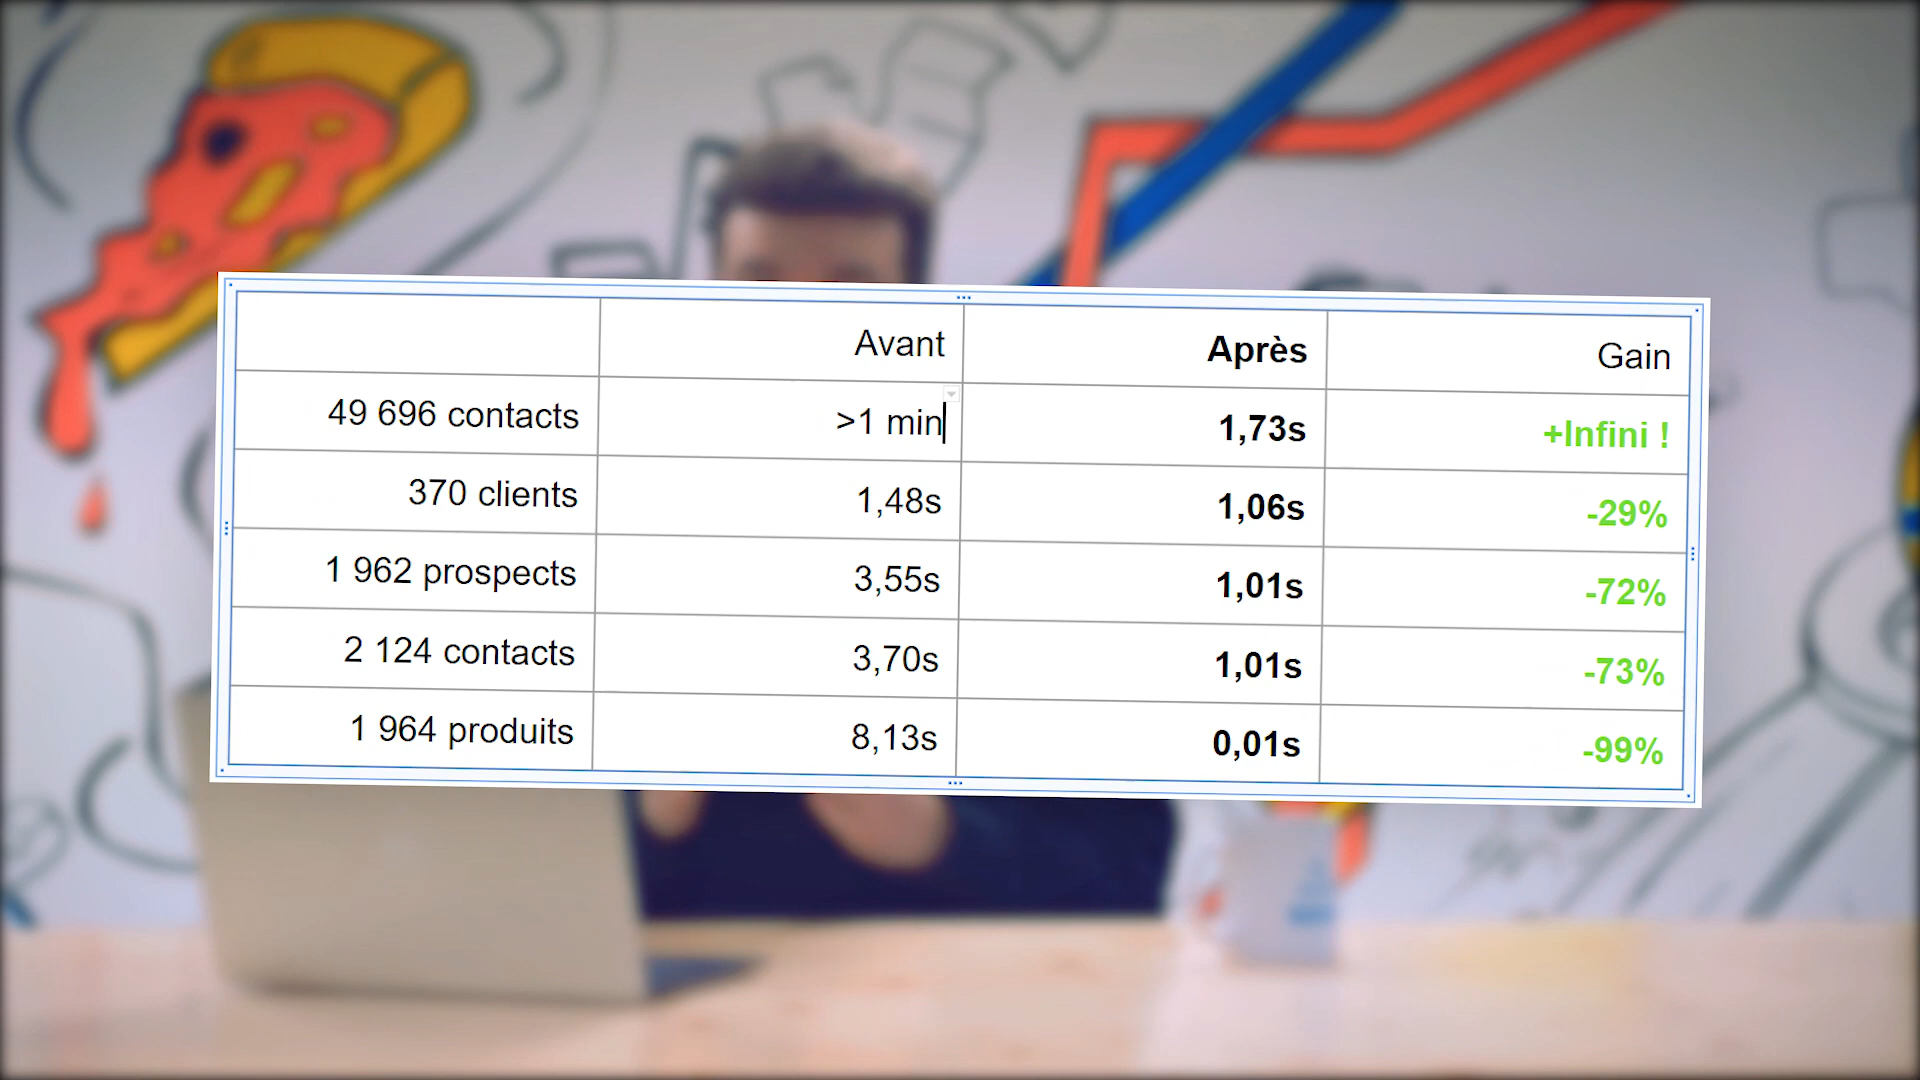 Avant Après Gain
49 696 contacts >1 min 1,73s +Infini !
370 clients 1,48s 1,06s -29%
1 962 prospects 3,55s 1,01s -72%
2 124 contacts 3,70s 1,01s -73%
1 964 produits 8,13s 0,01s -99%